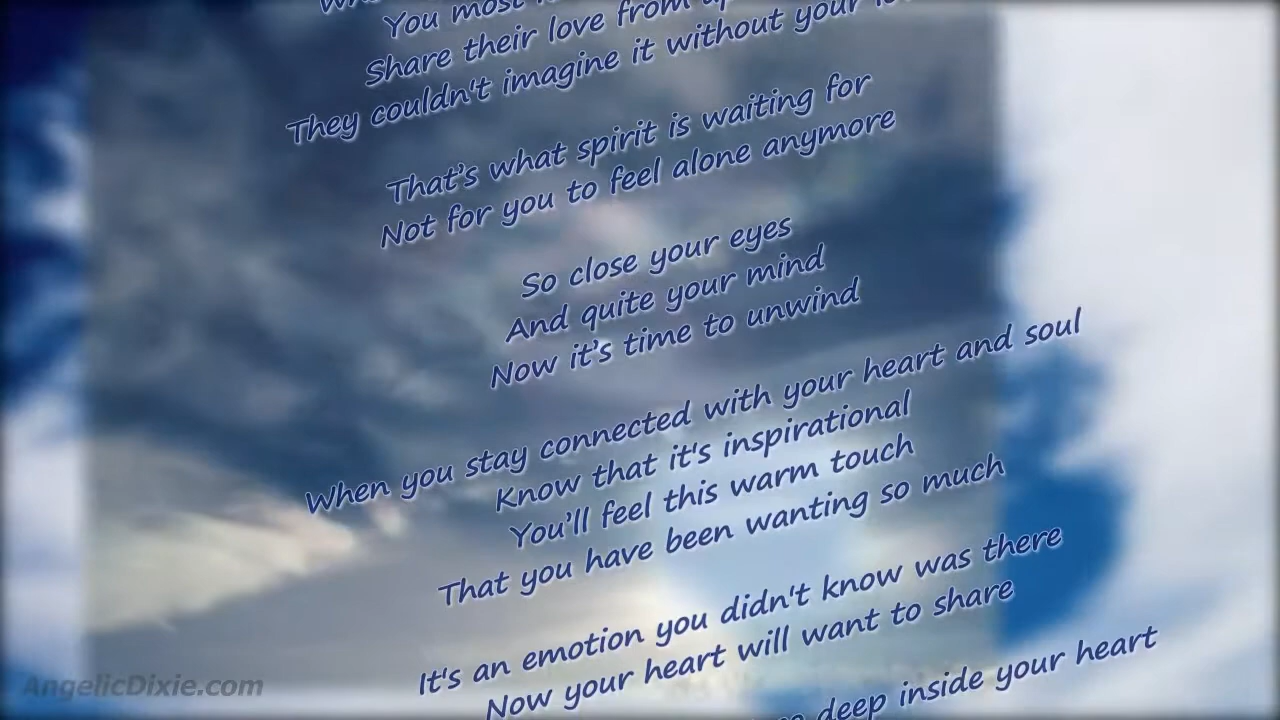 You most
Share their love from
They couldn't imagine it without your
That's what spirit is waiting for
Not for you to feel alone anymore
So close your eyes
And quite your mind
Now it's time to unwind
When you stay connected with your heart and soul
Know that it's inspirational
You'll feel this warm touch
That you have been wanting so much
It's an emotion you didn't know was there
Now your heart will want to share
deep inside your heart
AngelicDixie.com